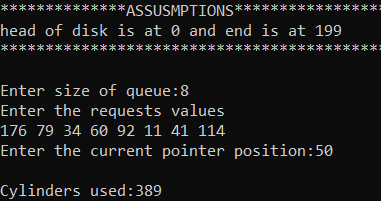 **************ASSUSMPTIONS*****************
head of disk is at 0 and end is at 199
*******************************************
Enter size of queue:8
Enter the requests values
176 79 34 60 92 11 41 114
Enter the current pointer position:50
Cylinders used:389